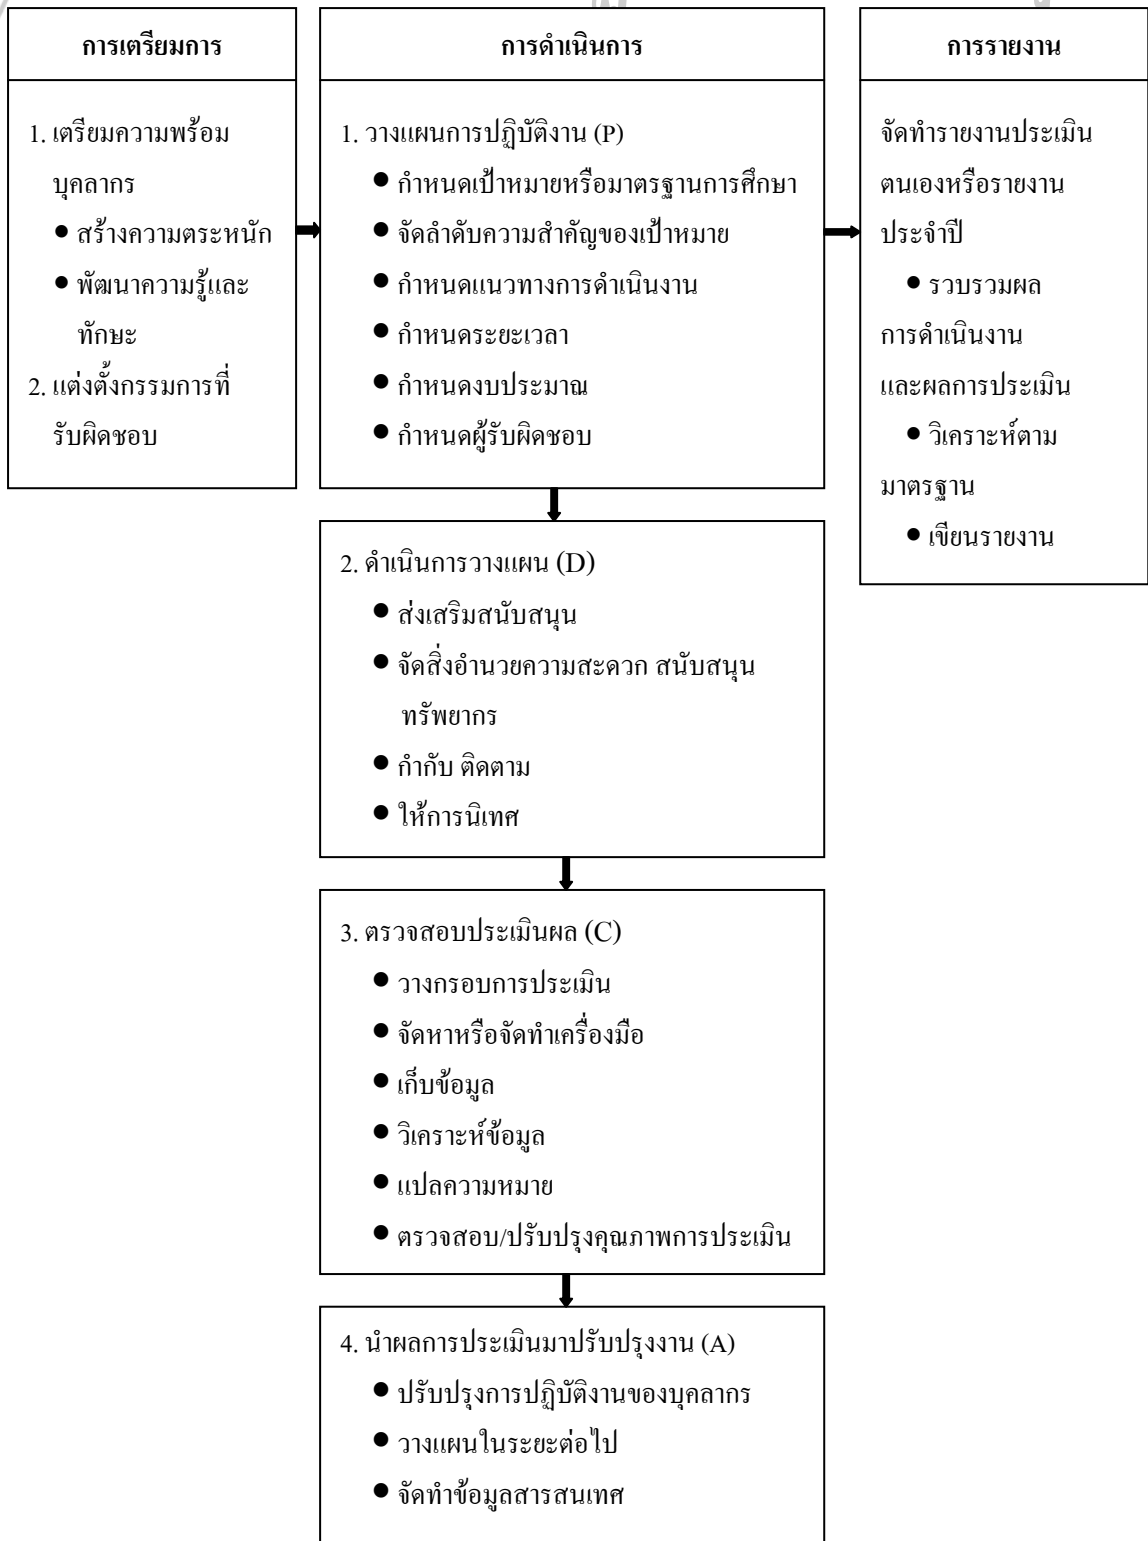 การเตรียมการ
1. เตรียมความพร้อม
บุคลากร
● สร้างความตระหนัก
● พัฒนาความรู้และ
ทักษะ
2. แต่งตั้งกรรมการที่
รับผิดชอบ
การดำเนินการ
1. วางแผนการปฏิบัติงาน (P)
● กำหนดเป้าหมายหรือมาตรฐานการศึกษา
● จัดลำดับความสำคัญของเป้าหมาย
● กำหนดแนวทางการดำเนินงาน
● กำหนดระยะเวลา
● กำหนดงบประมาณ
● กำหนดผู้รับผิดชอบ
2. ดำเนินการวางแผน (D)
● ส่งเสริมสนับสนุน
● จัดสิ่งอำนวยความสะดวก สนับสนุน
ทรัพยากร
● กำกับ ติดตาม
● ให้การนิเทศ
3. ตรวจสอบประเมินผล (C)
● วางกรอบการประเมิน
● จัดหาหรือจัดทำเครื่องมือ
● เก็บข้อมูล
● วิเคราะห์ข้อมูล
● แปลความหมาย
● ตรวจสอบ/ปรับปรุงคุณภาพการประเมิน
4. นำผลการประเมินมาปรับปรุงงาน (A)
● ปรับปรุงการปฏิบัติงานของบุคลากร
● วางแผนในระยะต่อไป
● จัดทำข้อมูลสารสนเทศ
การรายงาน
จัดทำรายงานประเมิน
ตนเองหรือรายงาน
ประจำปี
● รวบรวมผล
การดำเนินงาน
และผลการประเมิน
● วิเคราะห์ตาม
มาตรฐาน
● เขียนรายงาน